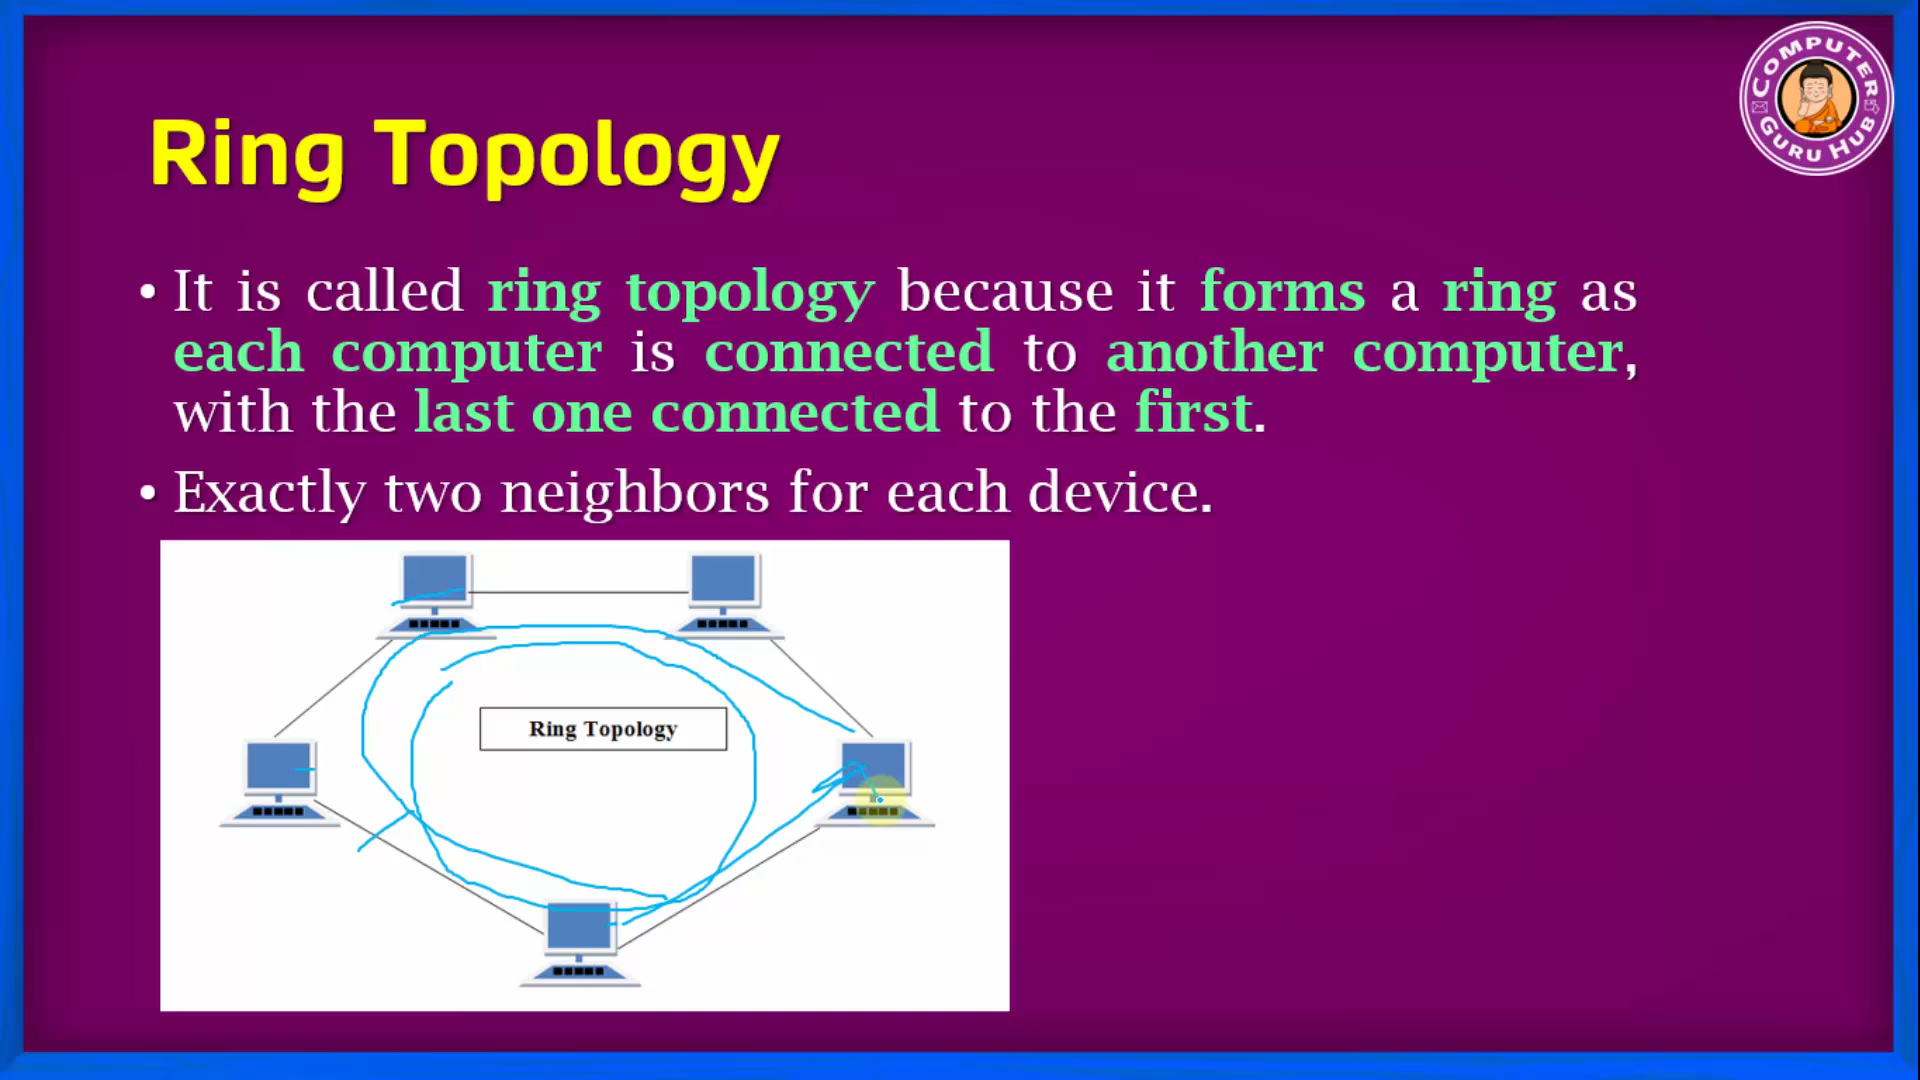 COMPUTER
GURU HUB
Ring Topology
• It is called ring topology because it forms a ring as
each computer is connected to another computer,
with the last one connected to the first.
• Exactly two neighbors for each device.
Ring Topology